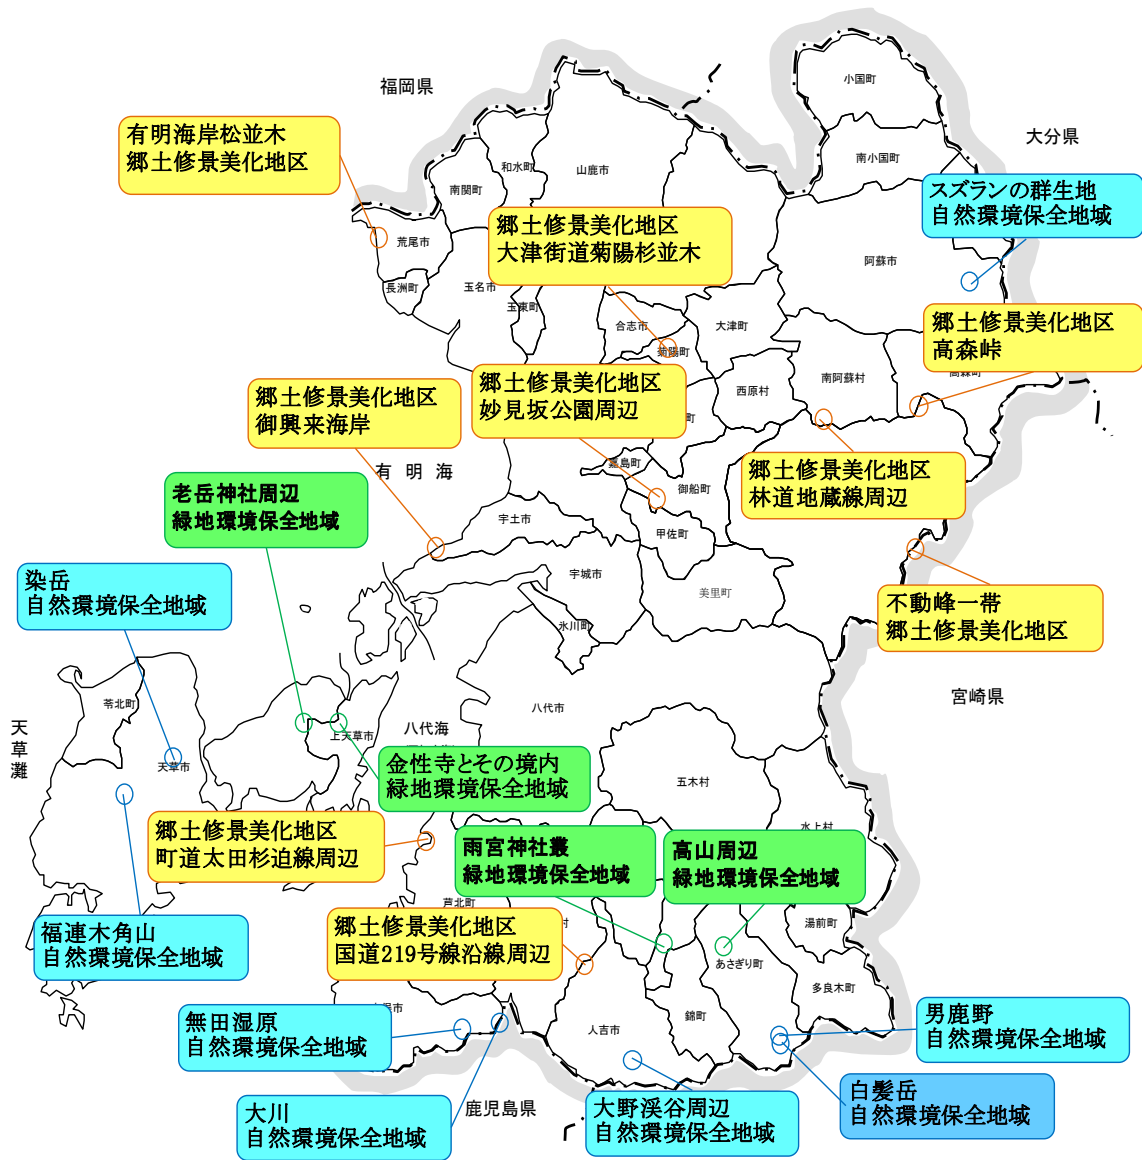 福岡県
小国町
大分県
有明海岸松並木
郷土修景美化地区
和水町
山鹿市
南小国町
南関町
スズランの群生地
自然環境保全地域
荒尾市
郷土修景美化地区
大津街道菊陽杉並木
阿蘇市
長洲町
玉名市
玉東町
合志市
大津町
菊陽町
郷土修景美化地区
高森峠
高森町
郷土修景美化地区
御興来海岸
郷土修景美化地区
妙見坂公園周辺
西原村
南阿蘇村
町
有明海
嘉島町
御船町
郷土修景美化地区
林道地蔵線周辺
老岳神社周辺
緑地環境保全地域
宇土市
甲佐町
染岳
自然環境保全地域
宇城市
美里町
不動峰一帯
郷土修景美化地区
氷川町
宮崎県
苓北町
八代市
天草灘
上天草市
八代海
天草市
金性寺とその境内
緑地環境保全地域
五木村
郷土修景美化地区
町道太田杉迫線周辺
水上村
雨宮神社叢
緑地環境保全地域
高山周辺
緑地環境保全地域
芦北町
村
郷土修景美化地区
国道219号線沿線周辺
湯前町
福連木角山
自然環境保全地域
あさぎり町
多良木町
無田湿原
自然環境保全地域
人吉市
錦町
男鹿野
自然環境保全地域
大川
自然環境保全地域
鹿児島県
大野渓谷周辺
自然環境保全地域
白髪岳
自然環境保全地域